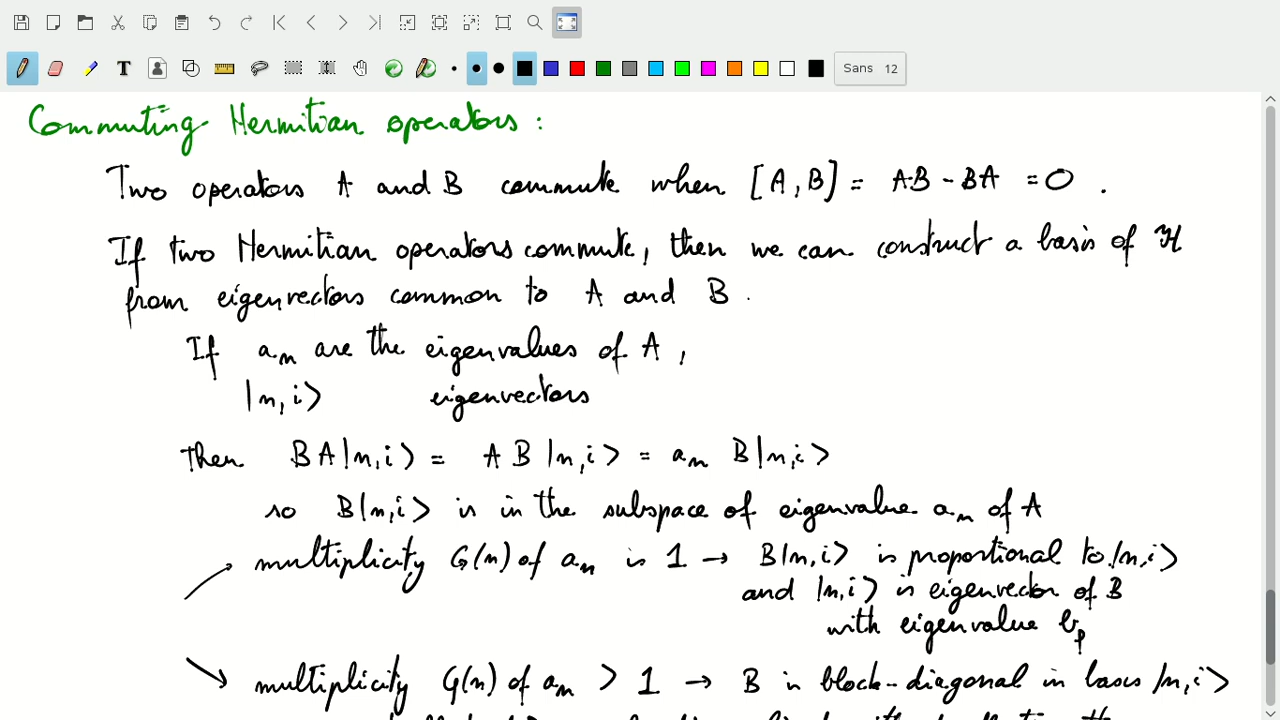 Sans 12
Commuting Hermitian operators :
Two operators A and B commute when [A, B] = AB - BA = 0 .
If two Hermitian operators commute, then we can construct a basis of ℋ
from eigenvectors common to A and B .
If aₙ are the eigenvalues of A ,
|n, i> eigenvectors
then BA|n, i> = AB |n, i> = aₙ B|n, i>
so B|n, i> is in the subspace of eigenvalue aₙ of A
multiplicity G(n) of aₙ is 1 → B|n, i> is proportional to |n, i>
and |n, i> is eigenvector of B
with eigenvalue bₚ
multiplicity G(n) of aₙ > 1 → B is block-diagonal in basis |n, i>